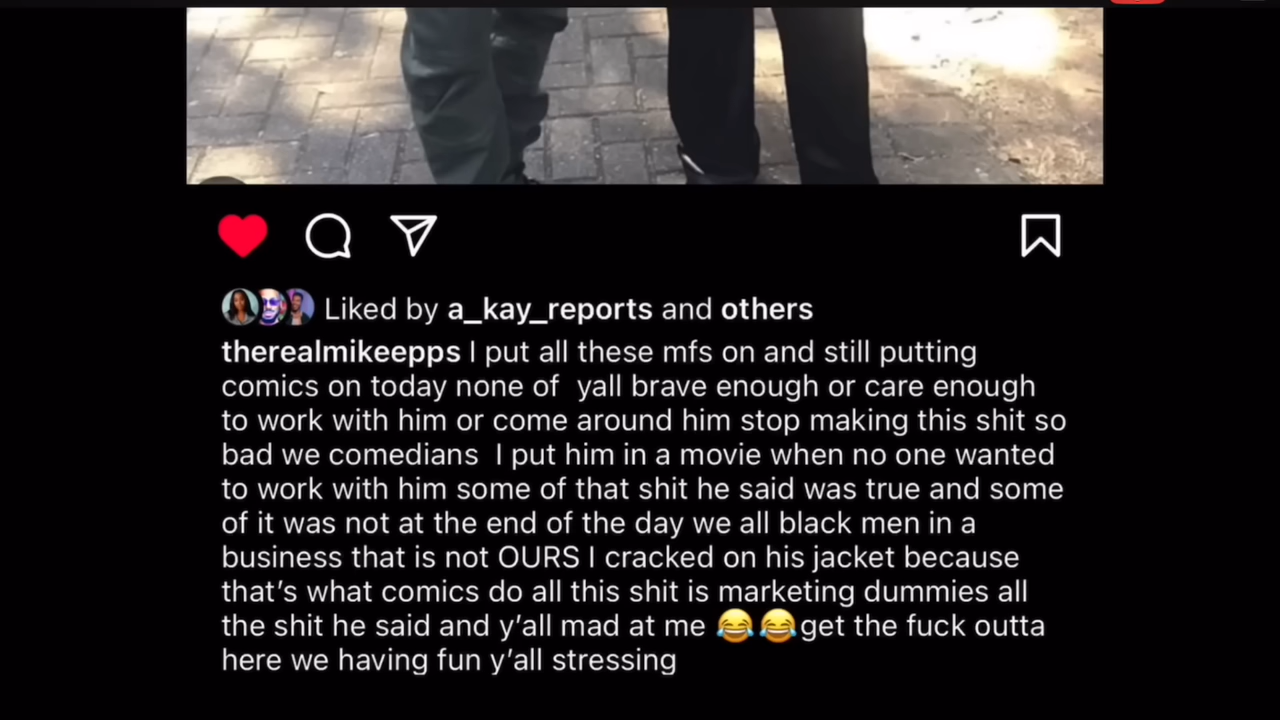 Liked by a_kay_reports and others
therealmikeepps I put all these mfs on and still putting
comics on today none of  yall brave enough or care enough
to work with him or come around him stop making this shit so
bad we comedians  I put him in a movie when no one wanted
to work with him some of that shit he said was true and some
of it was not at the end of the day we all black men in a
business that is not OURS I cracked on his jacket because
that’s what comics do all this shit is marketing dummies all
the shit he said and y’all mad at me 😂😂get the fuck outta
here we having fun y’all stressing